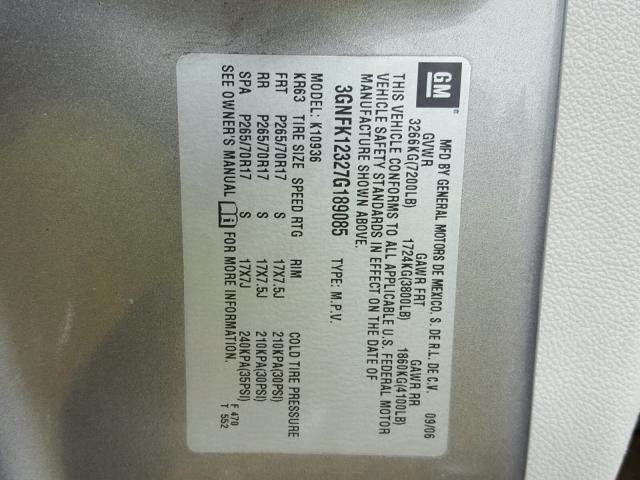 GM
MFD BY GENERAL MOTORS DE MEXICO, S. DE R.L. DE C.V.
09/06
GVWR GAWR FRT GAWR RR
3266KG(7200LB) 1724KG(3800LB) 1860KG(4100LB)
THIS VEHICLE CONFORMS TO ALL APPLICABLE U.S. FEDERAL MOTOR
VEHICLE SAFETY STANDARDS IN EFFECT ON THE DATE OF
MANUFACTURE SHOWN ABOVE.
3GNFK12327G189085 TYPE: M.P.V.
MODEL: K10936
KR63 TIRE SIZE SPEED RTG RIM COLD TIRE PRESSURE
FRT P265/70R17 S 17X7.5J 210KPA(30PSI)
RR P265/70R17 S 17X7.5J 210KPA(30PSI)
SPA P265/70R17 S 17X7J 240KPA(35PSI)
SEE OWNER'S MANUAL FOR MORE INFORMATION.
F 470
T 552